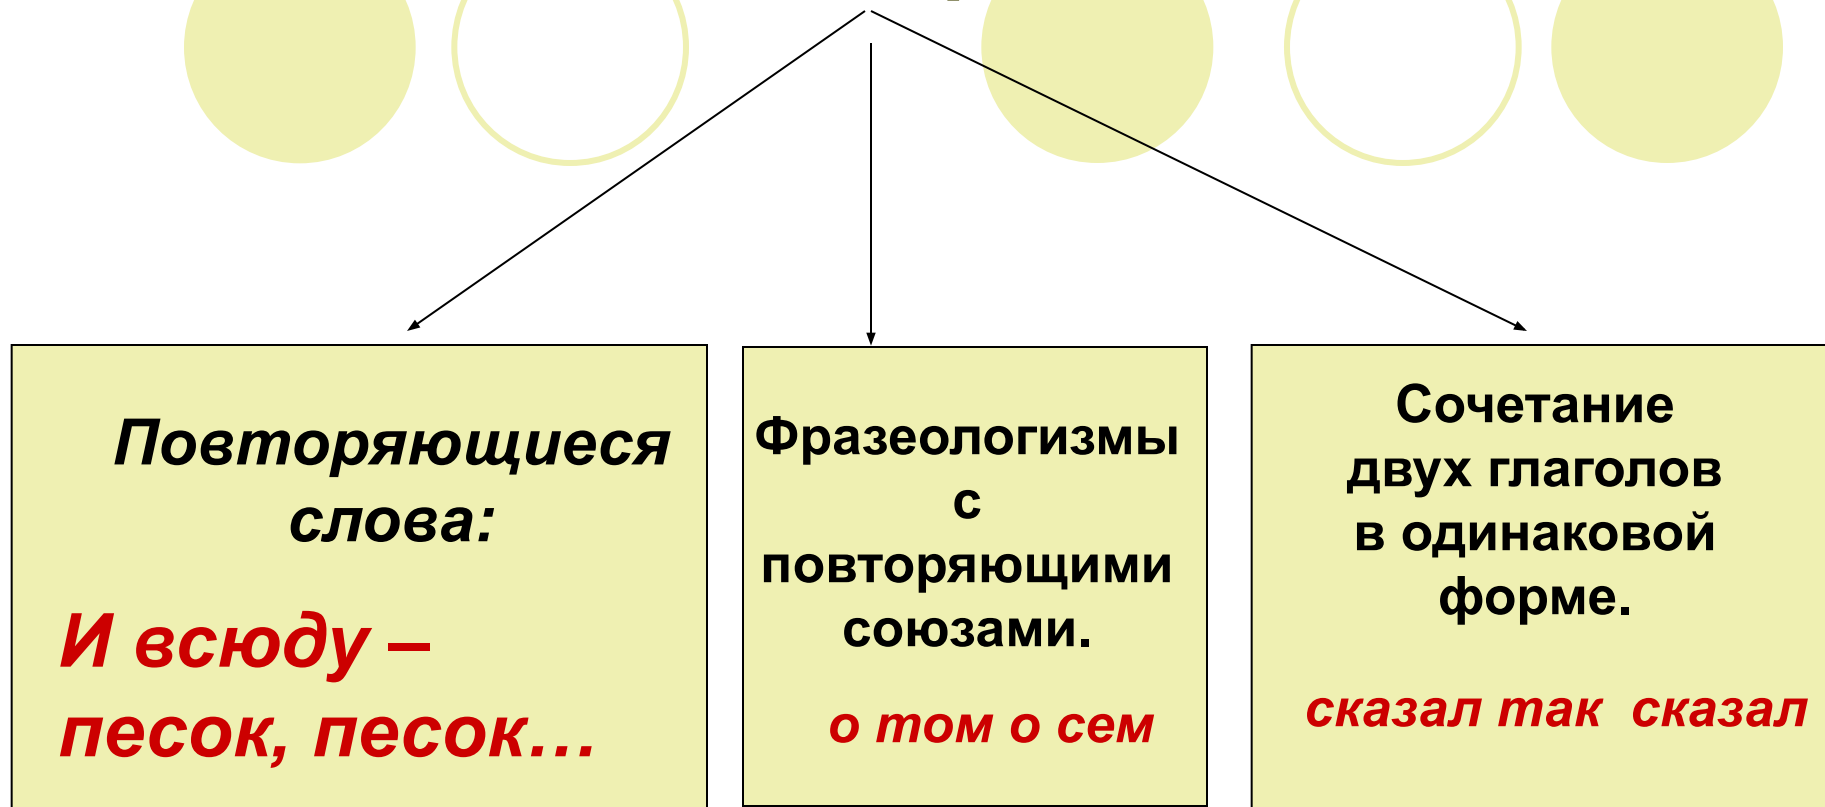 Повторяющиеся
слова:
И всюду –
песок, песок…
Фразеологизмы
с
повторяющими
союзами.
о том о сем
Сочетание
двух глаголов
в одинаковой
форме.
сказал так  сказал